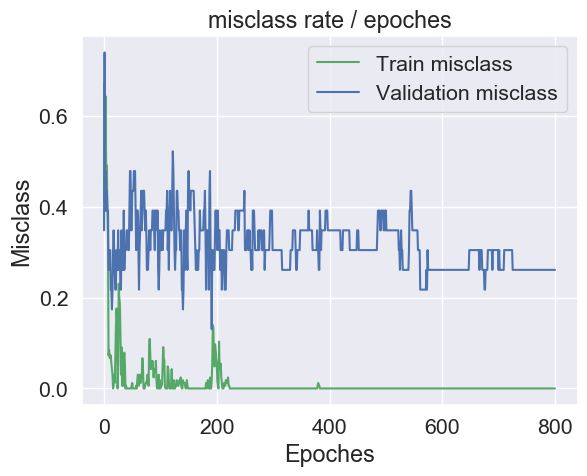 misclass rate / epoches
Train misclass
Validation misclass
Misclass
0.6
0.4
0.2
0.0
0
200
400
600
800
Epoches